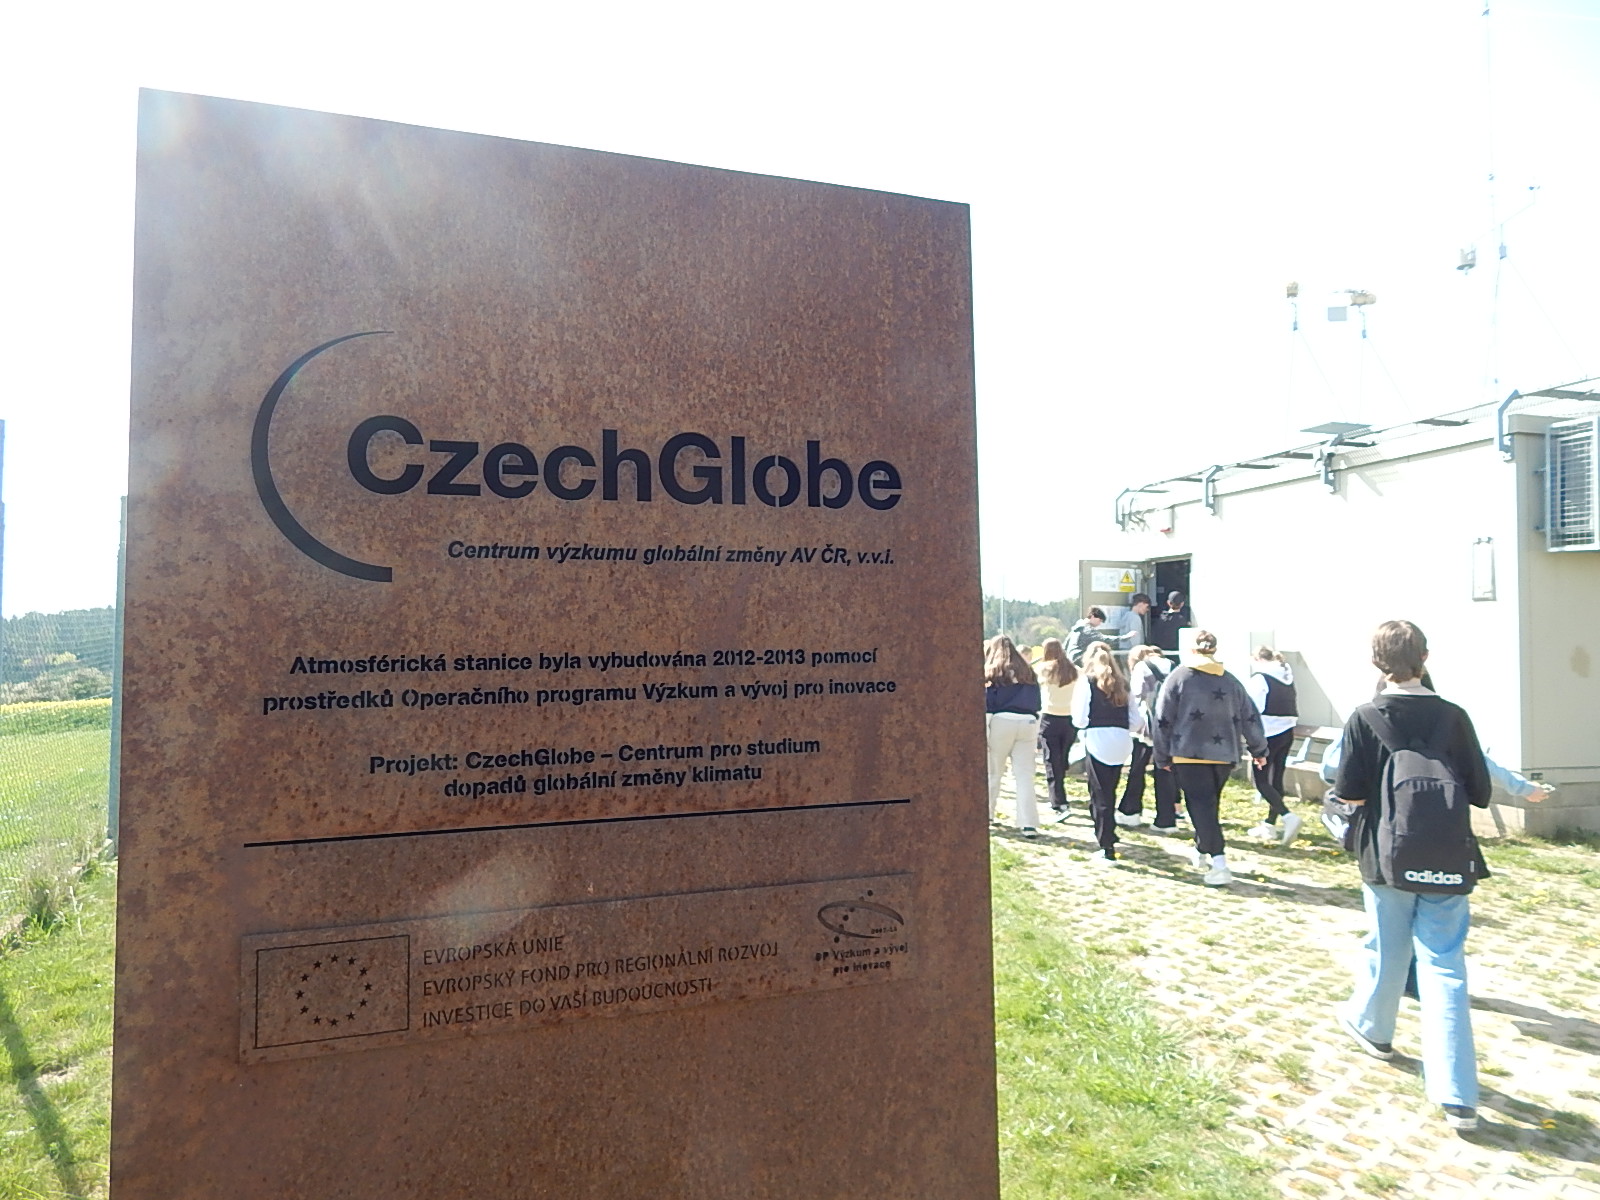 CzechGlobe
Centrum výzkumu globální změny AV ČR, v.v.i.
Atmosférická stanice byla vybudována 2012-2013 pomocí
prostředků Operačního programu Výzkum a vývoj pro inovace
Projekt: CzechGlobe – Centrum pro studium
dopadů globální změny klimatu
EVROPSKÁ UNIE
EVROPSKÝ FOND PRO REGIONÁLNÍ ROZVOJ
INVESTICE DO VAŠÍ BUDOUCNOSTI
OP Výzkum a vývoj
pro inovace
adidas